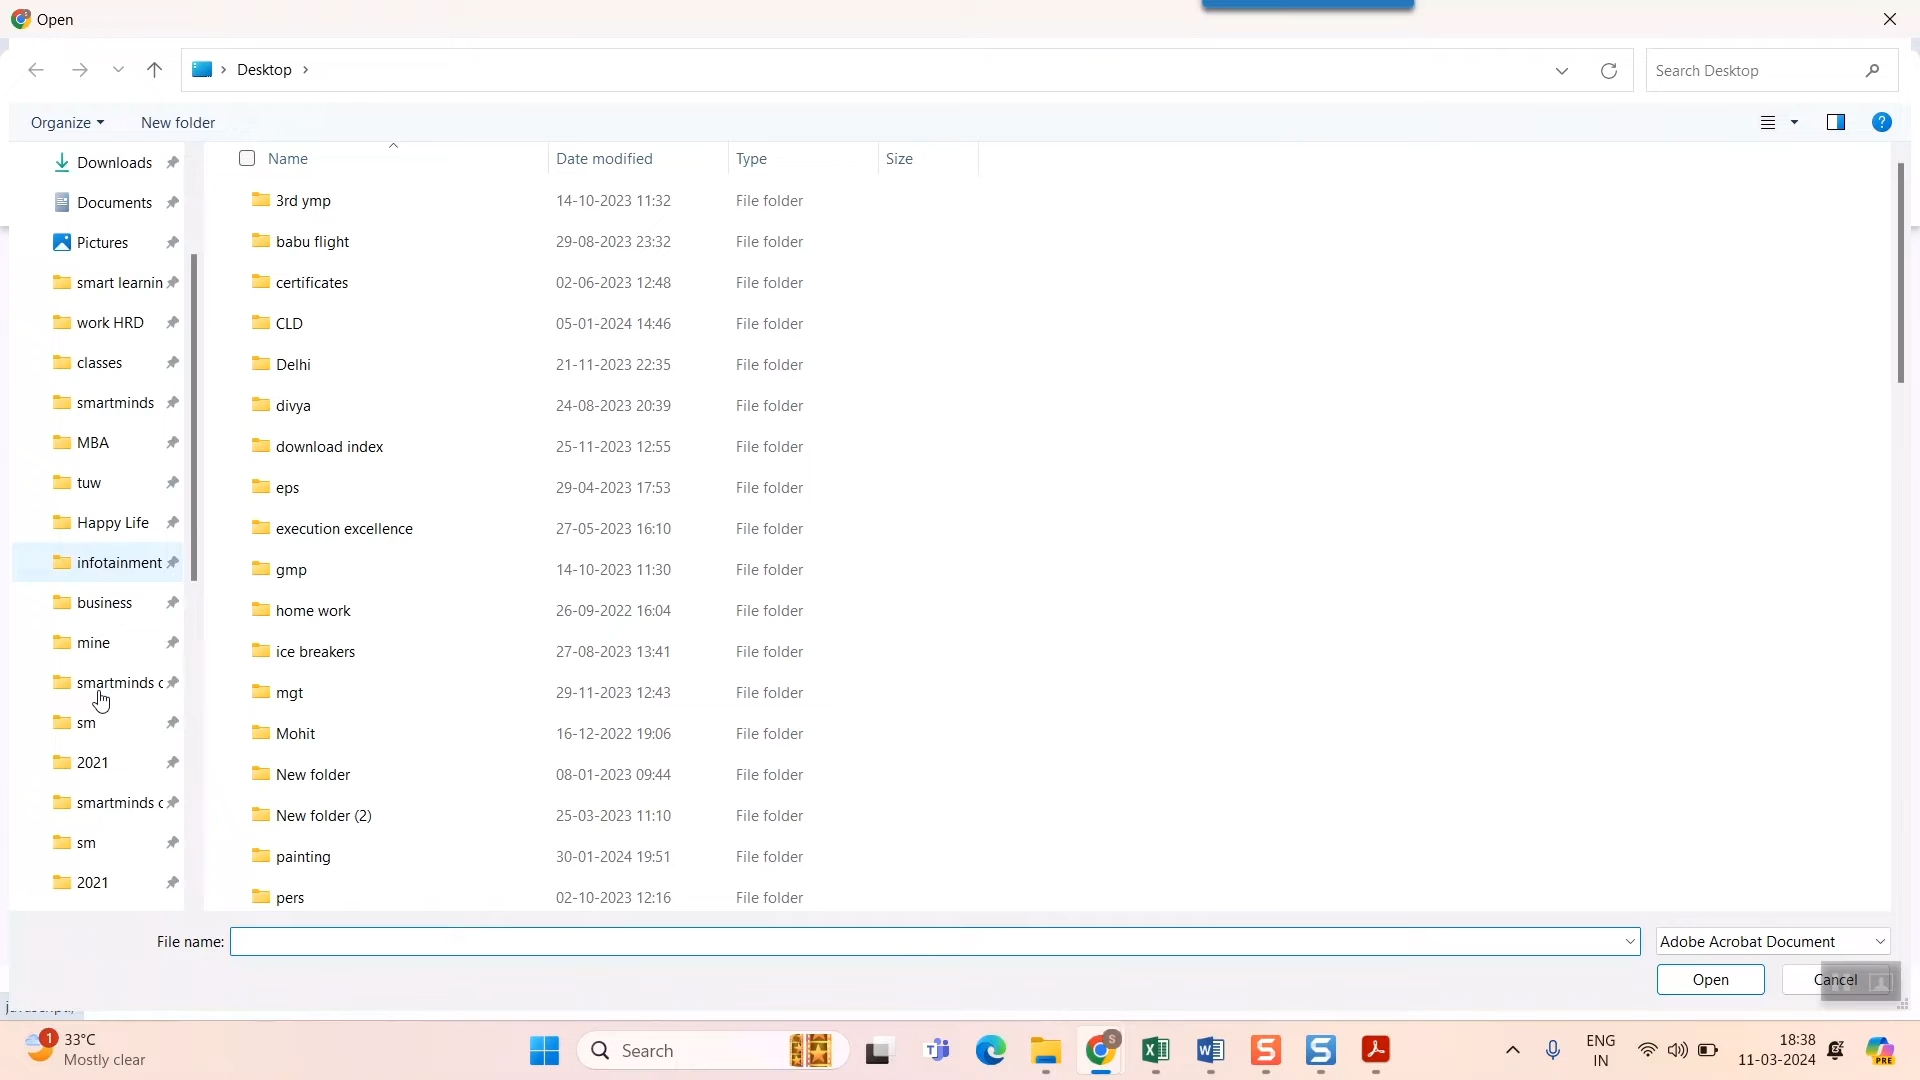 Open
Desktop
Search Desktop
Organize
New folder
Downloads
Documents
Pictures
smart learnin
work HRD
classes
smartminds
MBA
tuw
Happy Life
infotainment
business
mine
smartminds c
sm
2021
smartminds c
sm
2021
Name Date modified Type Size
3rd ymp 14-10-2023 11:32 File folder
babu flight 29-08-2023 23:32 File folder
certificates 02-06-2023 12:48 File folder
CLD 05-01-2024 14:46 File folder
Delhi 21-11-2023 22:35 File folder
divya 24-08-2023 20:39 File folder
download index 25-11-2023 12:55 File folder
eps 29-04-2023 17:53 File folder
execution excellence 27-05-2023 16:10 File folder
gmp 14-10-2023 11:30 File folder
home work 26-09-2022 16:04 File folder
ice breakers 27-08-2023 13:41 File folder
mgt 29-11-2023 12:43 File folder
Mohit 16-12-2022 19:06 File folder
New folder 08-01-2023 09:44 File folder
New folder (2) 25-03-2023 11:10 File folder
painting 30-01-2024 19:51 File folder
pers 02-10-2023 12:16 File folder
File name:
Adobe Acrobat Document
Open
Cancel
1
33°C
Mostly clear
Search
S
ENG
IN
18:38
11-03-2024
PRE